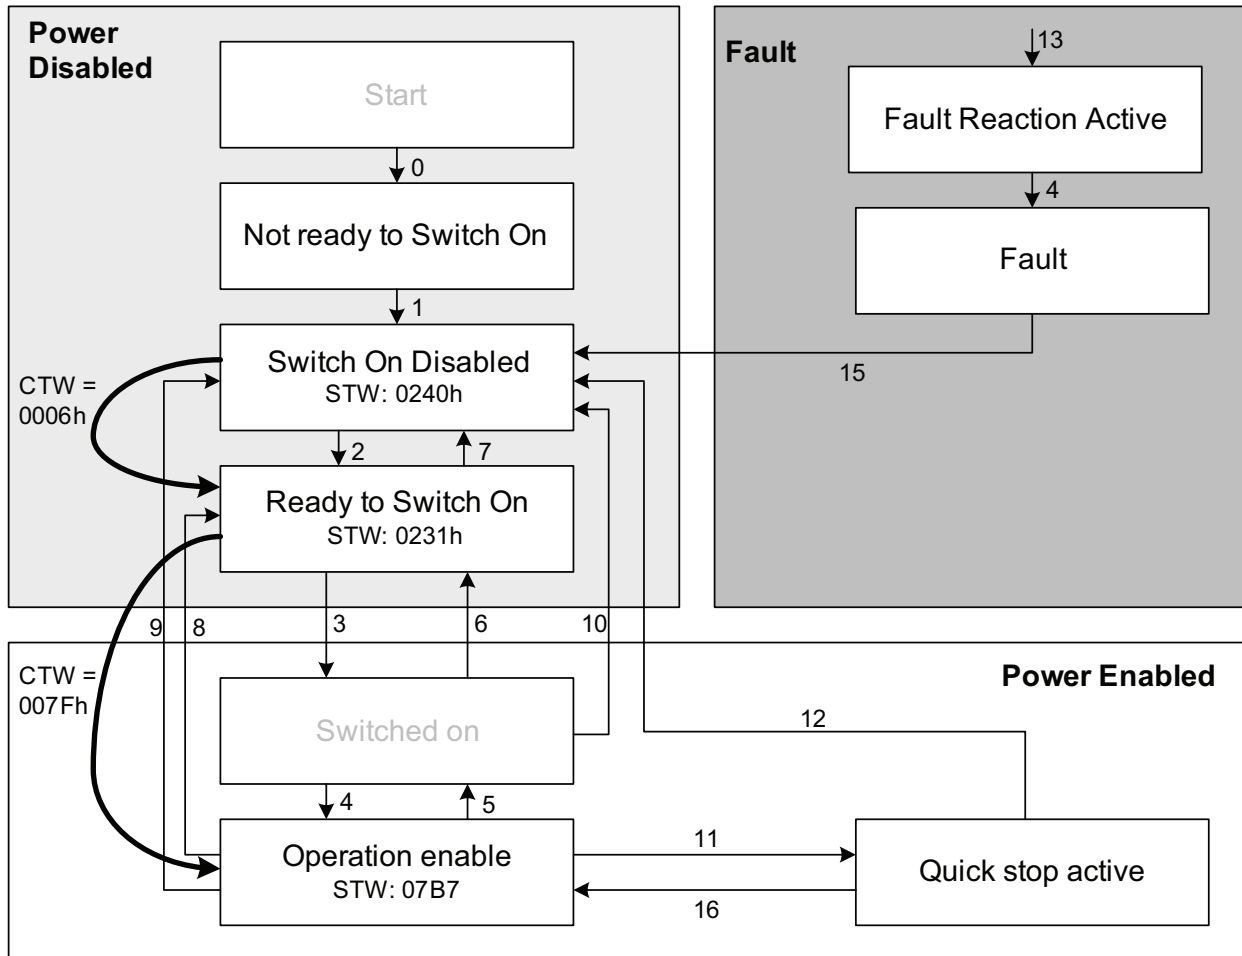 Power
Disabled
Start
0
Not ready to Switch On
1
Switch On Disabled
STW: 0240h
CTW =
0006h
2
7
Ready to Switch On
STW: 0231h
9
8
3
6
10
Fault
13
Fault Reaction Active
4
Fault
15
Power Enabled
CTW =
007Fh
Switched on
12
4
5
Operation enable
STW: 07B7
11
16
Quick stop active